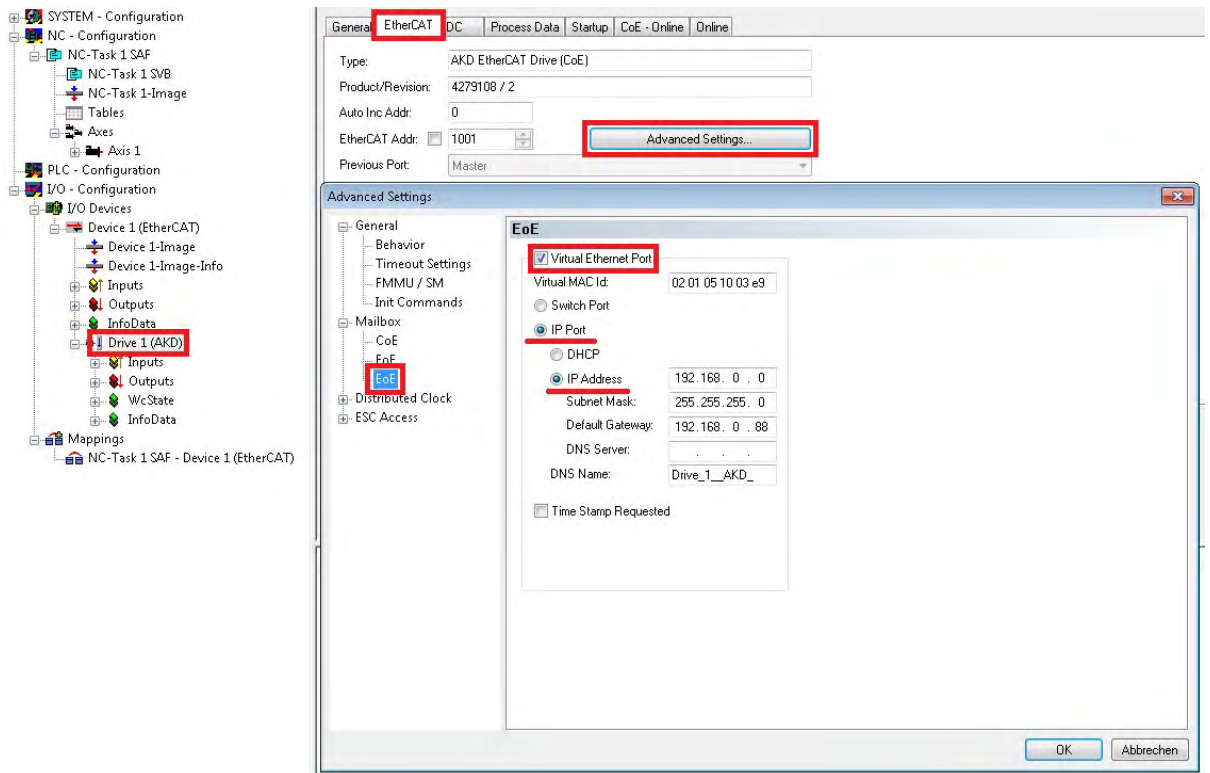 SYSTEM - Configuration
NC - Configuration
NC-Task 1 SAF
NC-Task 1 SVB
NC-Task 1-Image
Tables
Axes
Axis 1
PLC - Configuration
I/O - Configuration
I/O Devices
Device 1 (EtherCAT)
Device 1-Image
Device 1-Image-Info
Inputs
Outputs
InfoData
Drive 1 (AKD)
Inputs
Outputs
WcState
InfoData
Mappings
NC-Task 1 SAF - Device 1 (EtherCAT)
General EtherCAT DC Process Data Startup CoE - Online Online
Type: AKD EtherCAT Drive (CoE)
Product/Revision: 4279108 / 2
Auto Inc Addr: 0
EtherCAT Addr: 1001 Advanced Settings...
Previous Port: Master
Advanced Settings
General
Behavior
Timeout Settings
FMMU / SM
Init Commands
Mailbox
CoE
FoE
EoE
Distributed Clock
ESC Access
EoE
Virtual Ethernet Port
Virtual MAC Id: 02 01 05 10 03 e9
Switch Port
IP Port
DHCP
IP Address 192.168. 0 . 0
Subnet Mask: 255.255.255. 0
Default Gateway: 192.168. 0 . 88
DNS Server: . . .
DNS Name: Drive_1__AKD_
Time Stamp Requested
OK Abbrechen